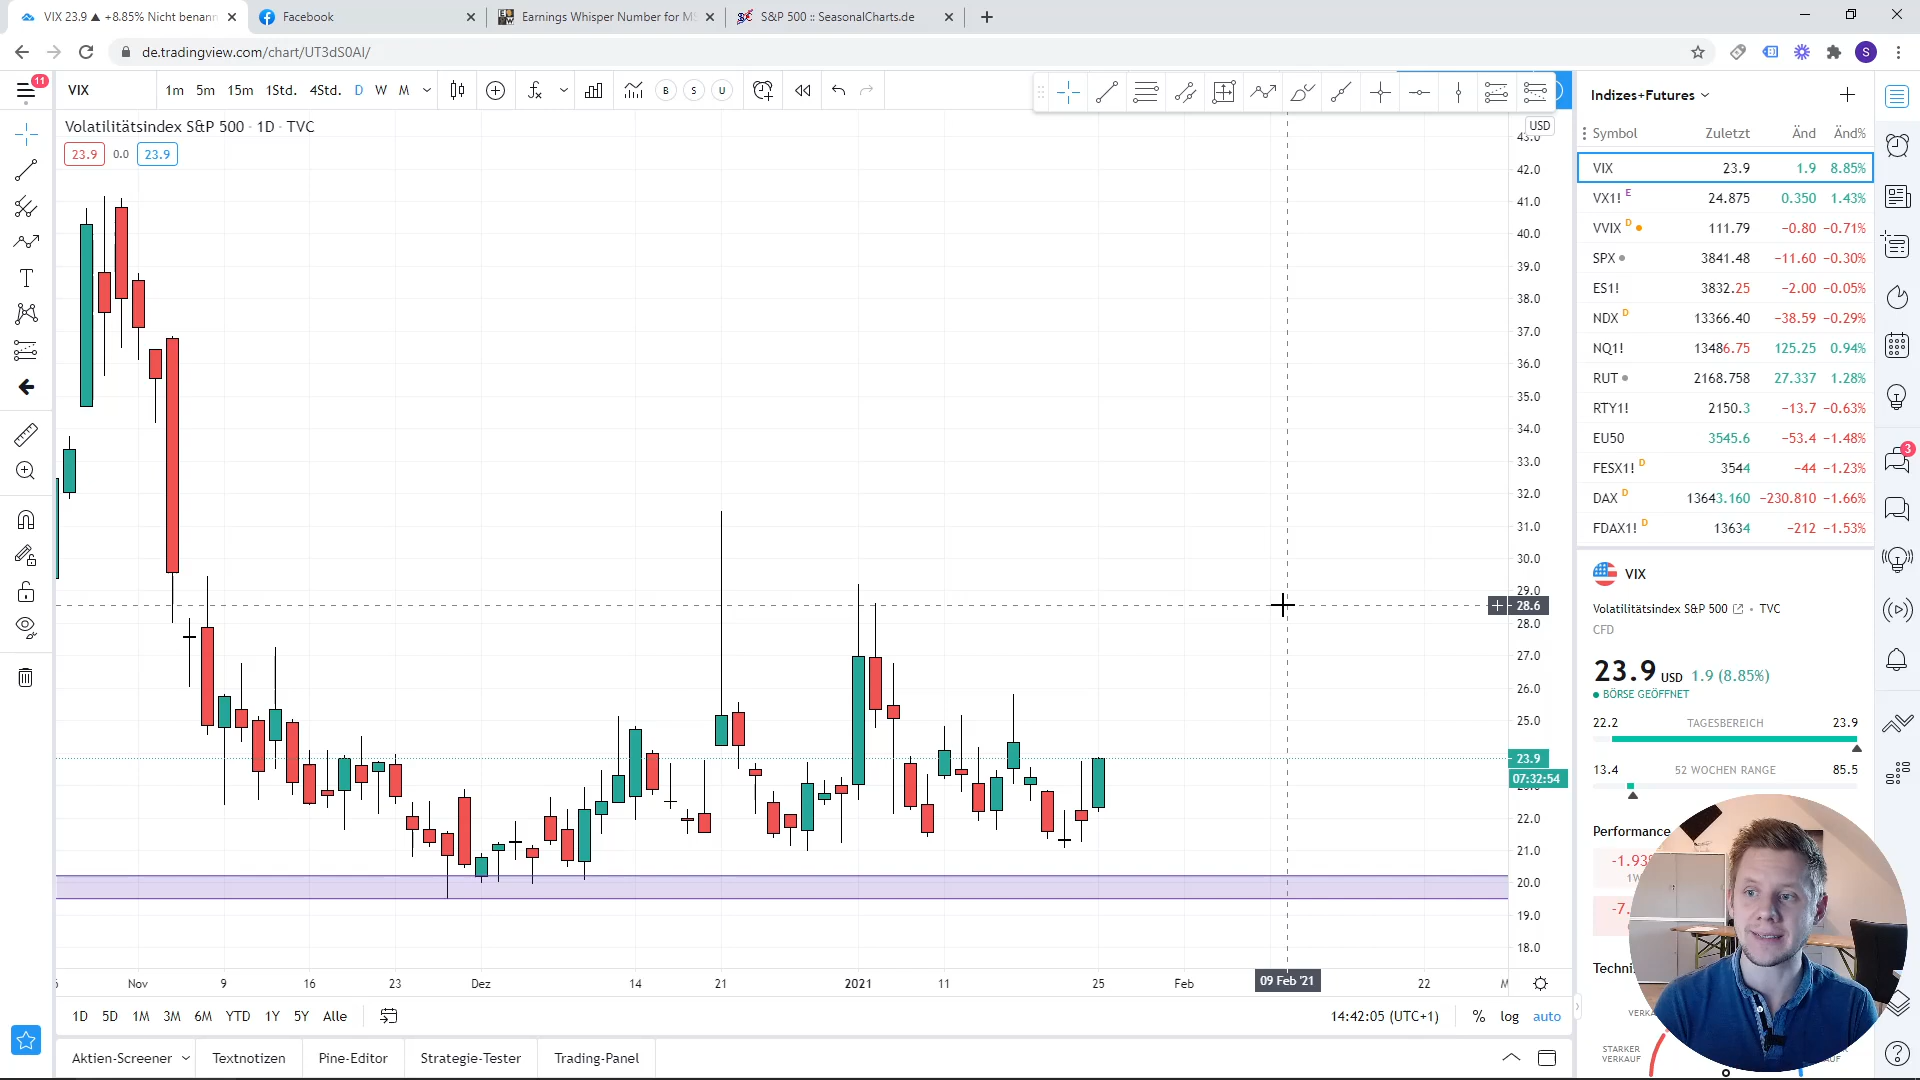 VIX 23.9 ▲ +8.85% Nicht benann
Facebook
Earnings Whisper Number for MS
S&P 500 :: SeasonalCharts.de
de.tradingview.com/chart/UT3dS0AI/
S
11
VIX
1m 5m 15m 1Std. 4Std. D W M
B S U
Volatilitätsindex S&P 500 · 1D · TVC
23.9 0.0 23.9
USD
43.0
42.0
41.0
40.0
39.0
38.0
37.0
36.0
35.0
34.0
33.0
32.0
31.0
30.0
29.0
28.6
28.0
27.0
26.0
25.0
23.9
07:32:54
22.0
21.0
20.0
19.0
18.0
Nov 9 16 23 Dez 14 21 2021 11 25 Feb 09 Feb '21 22
1D 5D 1M 3M 6M YTD 1Y 5Y Alle
14:42:05 (UTC+1) % log auto
Aktien-Screener Textnotizen Pine-Editor Strategie-Tester Trading-Panel
Indizes+Futures
Symbol Zuletzt Änd Änd%
VIX 23.9 1.9 8.85%
VX1! E 24.875 0.350 1.43%
VVIX D 111.79 −0.80 −0.71%
SPX 3841.48 −11.60 −0.30%
ES1! 3832.25 −2.00 −0.05%
NDX D 13366.40 −38.59 −0.29%
NQ1! 13486.75 125.25 0.94%
RUT 2168.758 27.337 1.28%
RTY1! 2150.3 −13.7 −0.63%
EU50 3545.6 −53.4 −1.48%
FESX1! D 3544 −44 −1.23%
DAX D 13643.160 −230.810 −1.66%
FDAX1! D 13634 −212 −1.53%
3
VIX
Volatilitätsindex S&P 500 • TVC
CFD
23.9 USD 1.9 (8.85%)
BÖRSE GEÖFFNET
22.2 TAGESBEREICH 23.9
13.4 52 WOCHEN RANGE 85.5
Performance
STARKER
VERKAUF